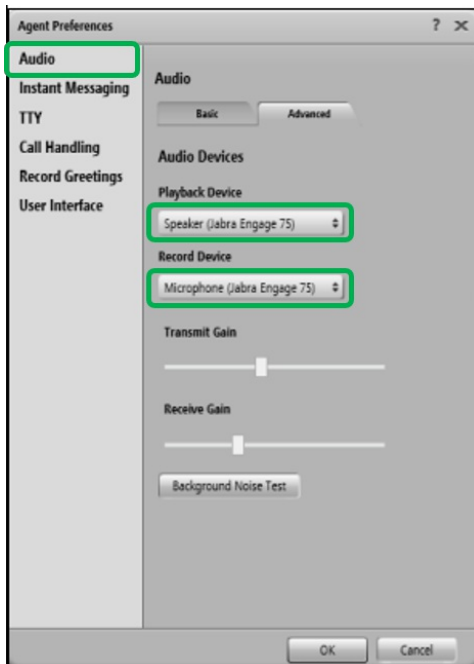 Agent Preferences ? ×
Audio
Instant Messaging
TTY
Call Handling
Record Greetings
User Interface
Audio
Basic Advanced
Audio Devices
Playback Device
Speaker (Jabra Engage 75)
Record Device
Microphone (Jabra Engage 75)
Transmit Gain
Receive Gain
Background Noise Test
OK Cancel